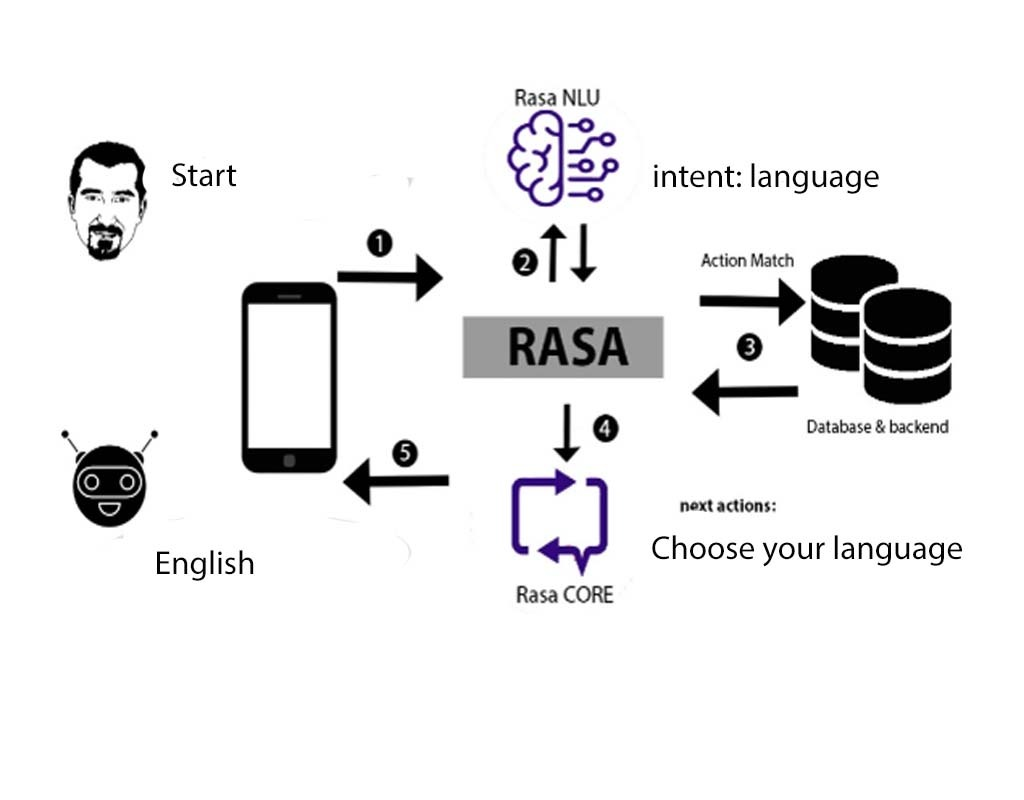 Rasa NLU
Start
intent: language
1
2
Action Match
RASA
3
4
Database & backend
5
next actions:
Choose your language
English
Rasa CORE